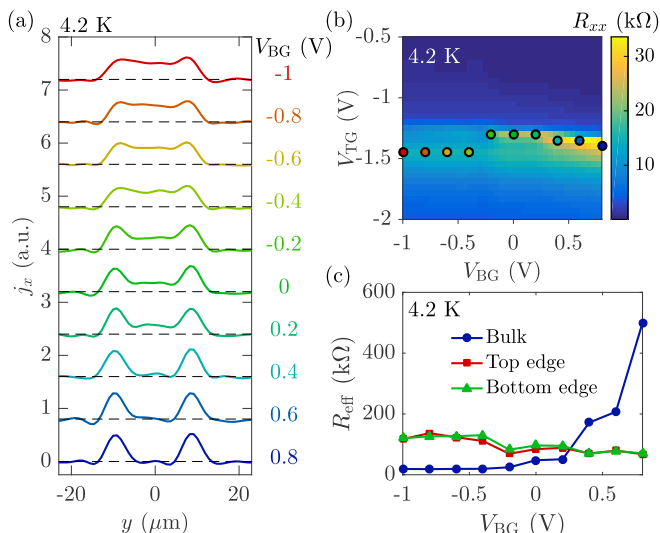 (a)
4.2 K
V_BG (V)
8
7
6
5
4
3
2
1
0
j_x (a.u.)
-1
-0.8
-0.6
-0.4
-0.2
0
0.2
0.4
0.6
0.8
-20
0
20
y (μm)
(b)
4.2 K
R_xx (kΩ)
-0.5
-1
-1.5
-2
V_TG (V)
-1
-0.5
0
0.5
V_BG (V)
30
20
10
(c)
4.2 K
Bulk
Top edge
Bottom edge
600
400
200
0
R_eff (kΩ)
-1
-0.5
0
0.5
V_BG (V)